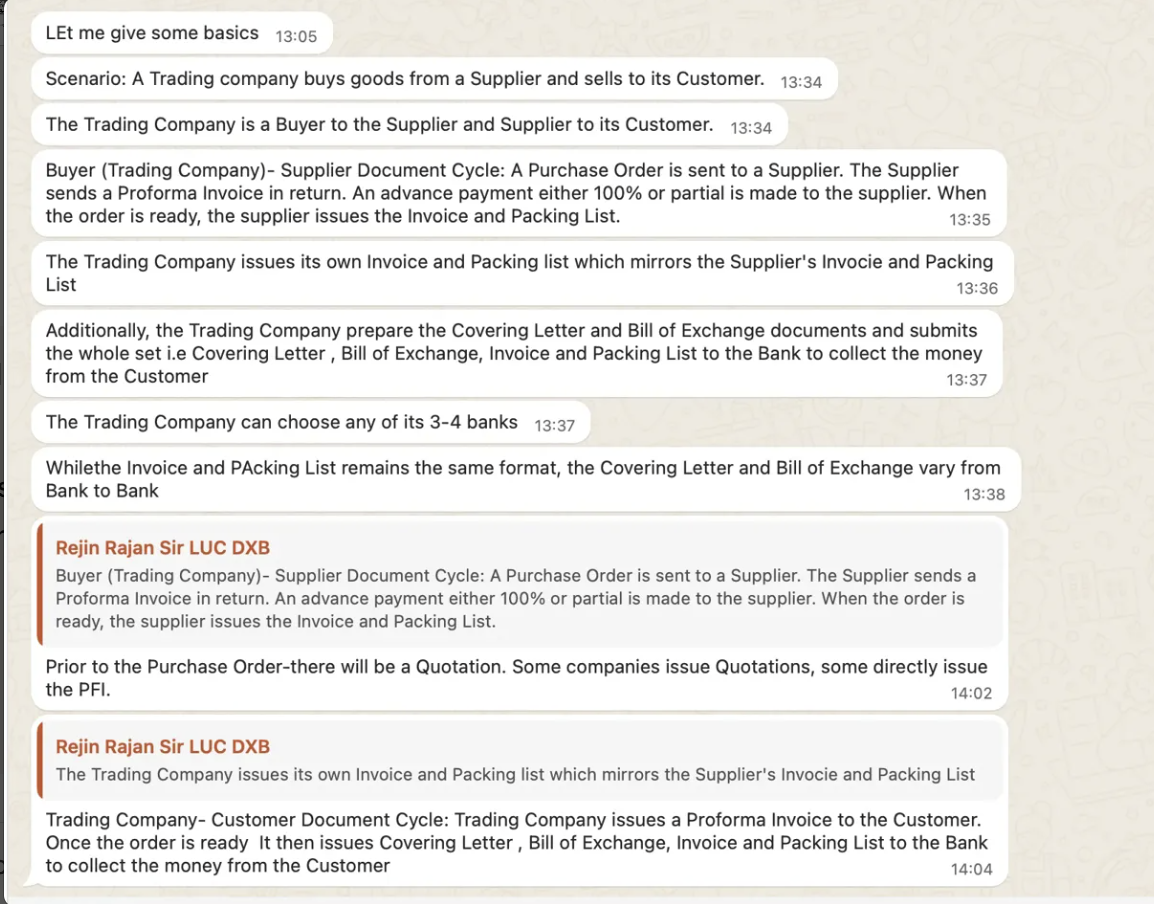 LEt me give some basics 13:05
Scenario: A Trading company buys goods from a Supplier and sells to its Customer. 13:34
The Trading Company is a Buyer to the Supplier and Supplier to its Customer. 13:34
Buyer (Trading Company)- Supplier Document Cycle: A Purchase Order is sent to a Supplier. The Supplier
sends a Proforma Invoice in return. An advance payment either 100% or partial is made to the supplier. When
the order is ready, the supplier issues the Invoice and Packing List. 13:35
The Trading Company issues its own Invoice and Packing list which mirrors the Supplier's Invocie and Packing
List 13:36
Additionally, the Trading Company prepare the Covering Letter and Bill of Exchange documents and submits
the whole set i.e Covering Letter , Bill of Exchange, Invoice and Packing List to the Bank to collect the money
from the Customer 13:37
The Trading Company can choose any of its 3-4 banks 13:37
Whilethe Invoice and PAcking List remains the same format, the Covering Letter and Bill of Exchange vary from
Bank to Bank 13:38
Rejin Rajan Sir LUC DXB
Buyer (Trading Company)- Supplier Document Cycle: A Purchase Order is sent to a Supplier. The Supplier sends a
Proforma Invoice in return. An advance payment either 100% or partial is made to the supplier. When the order is
ready, the supplier issues the Invoice and Packing List.
Prior to the Purchase Order-there will be a Quotation. Some companies issue Quotations, some directly issue
the PFI. 14:02
Rejin Rajan Sir LUC DXB
The Trading Company issues its own Invoice and Packing list which mirrors the Supplier's Invocie and Packing List
Trading Company- Customer Document Cycle: Trading Company issues a Proforma Invoice to the Customer.
Once the order is ready  It then issues Covering Letter , Bill of Exchange, Invoice and Packing List to the Bank
to collect the money from the Customer 14:04